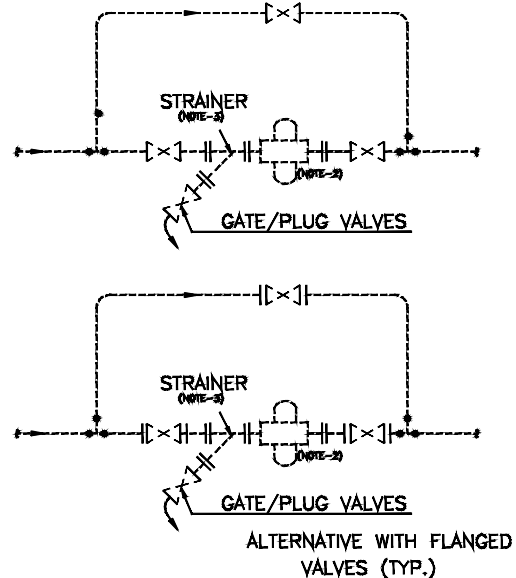 STRAINER
(NOTE-3)
(NOTE-2)
GATE/PLUG VALVES
STRAINER
(NOTE-3)
(NOTE-2)
GATE/PLUG VALVES
ALTERNATIVE WITH FLANGED
VALVES (TYP.)